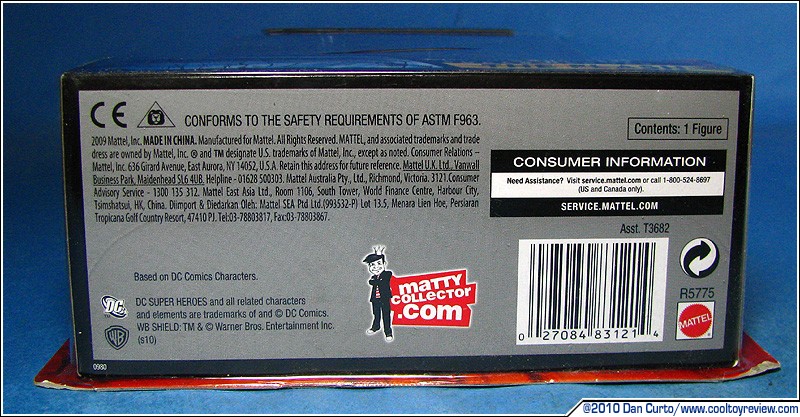 CE
CONFORMS TO THE SAFETY REQUIREMENTS OF ASTM F963.
2009 Mattel, Inc. MADE IN CHINA. Manufactured for Mattel. All Rights Reserved. MATTEL, and associated trademarks and trade
dress are owned by Mattel, Inc. ® and TM designate U.S. trademarks of Mattel, Inc., except as noted. Consumer Relations –
Mattel, Inc. 636 Girard Avenue, East Aurora, NY 14052, U.S.A. Retain this address for future reference. Mattel U.K. Ltd., Vanwall
Business Park, Maidenhead SL6 4UB. Helpline - 01628 500303. Mattel Australia Pty., Ltd., Richmond, Victoria. 3121.Consumer
Advisory Service - 1300 135 312. Mattel East Asia Ltd., Room 1106, South Tower, World Finance Centre, Harbour City,
Tsimshatsui, HK, China. Diimport & Diedarkan Oleh: Mattel SEA Ptd Ltd.(993532-P) Lot 13.5, Menara Lien Hoe, Persiaran
Tropicana Golf Country Resort, 47410 PJ. Tel:03-78803817, Fax:03-78803867.
Contents: 1 Figure
CONSUMER INFORMATION
Need Assistance? Visit service.mattel.com or call 1-800-524-8697
(US and Canada only).
SERVICE.MATTEL.COM
Asst. T3682
R5775
MATTEL
0 27084 83121 4
Based on DC Comics Characters.
DC
DC SUPER HEROES and all related characters
and elements are trademarks of and © DC Comics.
WB SHIELD: TM & © Warner Bros. Entertainment Inc.
(s10)
WB
matty
COLLECTOR
.com
0980
©2010 Dan Curto/www.cooltoyreview.com